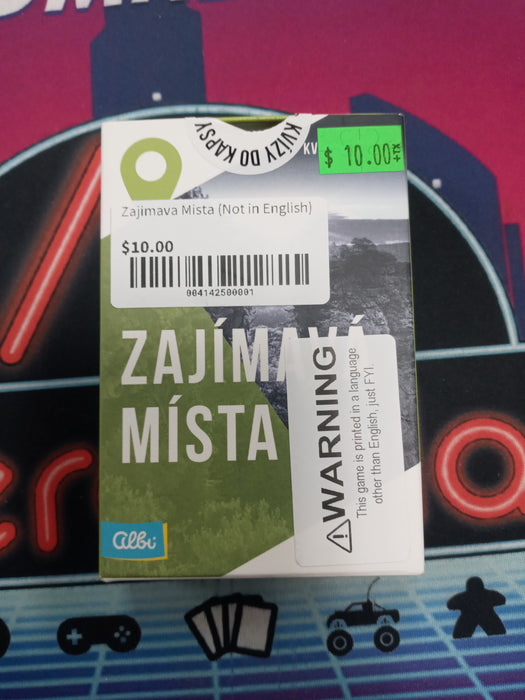 KVÍZY DO KAPSY
$ 10.00 +TX
Zajimava Mista (Not in English)
$10.00
004142500001
ZAJÍMAVÁ
MÍSTA
WARNING
This game is printed in a language
other than English, just FYI.
albi